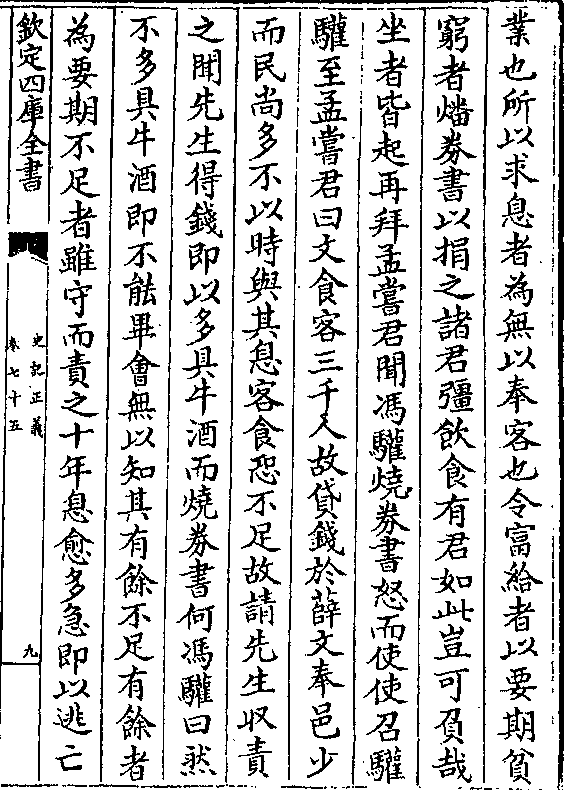 業也所以求息者為無以奉客也令富給者以要期貧
窮者燔券書以捐之諸君彊飲食有君如此豈可負哉
坐者皆起再拜孟嘗君聞馮驩燒券書怒而使使召驩
驩至孟嘗君曰文食客三千人故貸錢於薛文奉邑少
而民尚多不以時與其息客食恐不足故請先生収責
之聞先生得錢即以多具牛酒而燒券書何馮驩曰然
不多具牛酒即不能畢㑹無以知其有餘不足有餘者
為要期不足者雖守而責之十年息愈多急即以逃亡
欽定四庫全書
史記正義
卷七十五
九